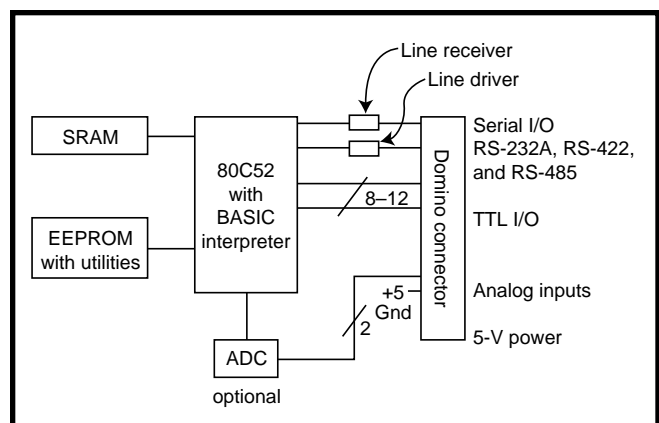 Line receiver
Line driver
SRAM
80C52
with
BASIC
interpreter
EEPROM
with utilities
ADC
optional
8–12
+5
Gnd
2
Domino connector
Serial I/O
RS-232A, RS-422,
and RS-485
TTL I/O
Analog inputs
5-V power